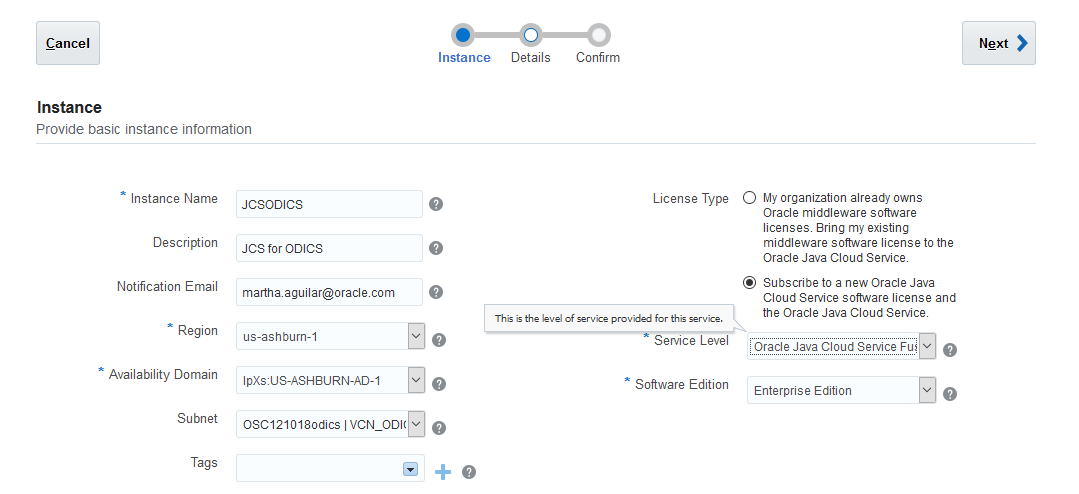 Cancel
Instance
Details
Confirm
Next
Instance
Provide basic instance information
* Instance Name
JCSODICS
?
Description
JCS for ODICS
?
Notification Email
martha.aguilar@oracle.com
?
* Region
us-ashburn-1
?
* Availability Domain
IpXs:US-ASHBURN-AD-1
?
Subnet
OSC121018odics | VCN_ODI
?
Tags
?
License Type
My organization already owns
Oracle middleware software
licenses. Bring my existing
middleware software license to the
Oracle Java Cloud Service.
Subscribe to a new Oracle Java
Cloud Service software license and
the Oracle Java Cloud Service.
This is the level of service provided for this service.
* Service Level
Oracle Java Cloud Service Fu
?
* Software Edition
Enterprise Edition
?